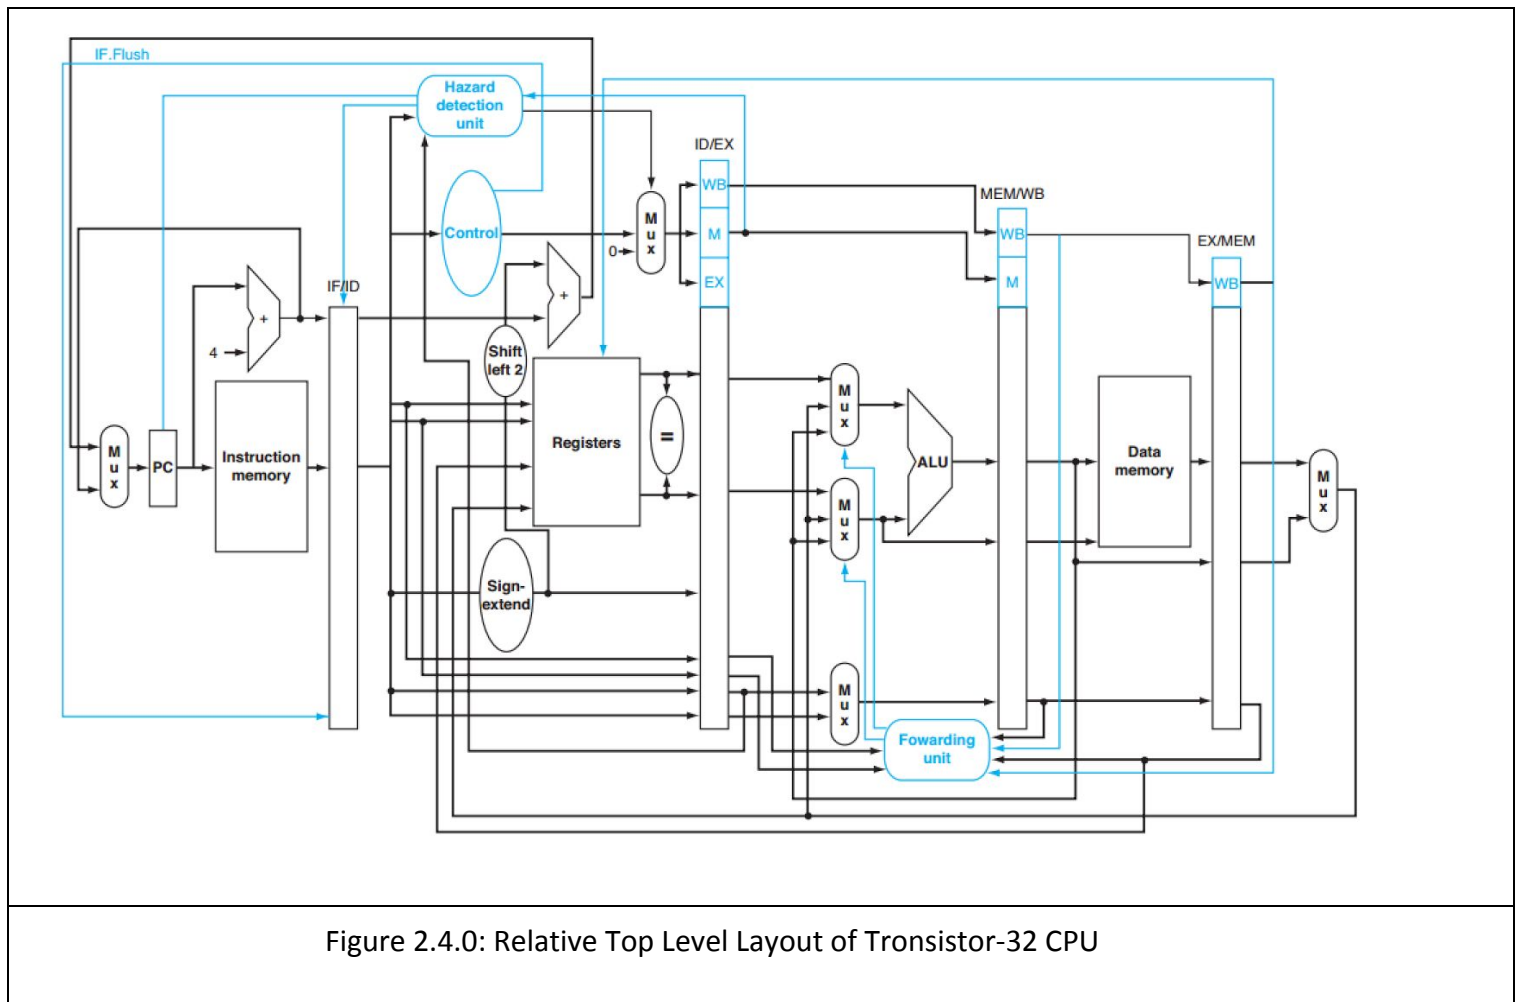 IF.Flush
Hazard
detection
unit
ID/EX
WB
MEM/WB
M
u
x
Control
M
WB
EX/MEM
0
EX
M
WB
IF/ID
+
+
4
Shift
left 2
M
u
x
Registers
=
M
u
x
PC
Instruction
memory
ALU
Data
memory
M
u
x
M
u
x
Sign-
extend
M
u
x
Fowarding
unit
Figure 2.4.0: Relative Top Level Layout of Tronsistor-32 CPU